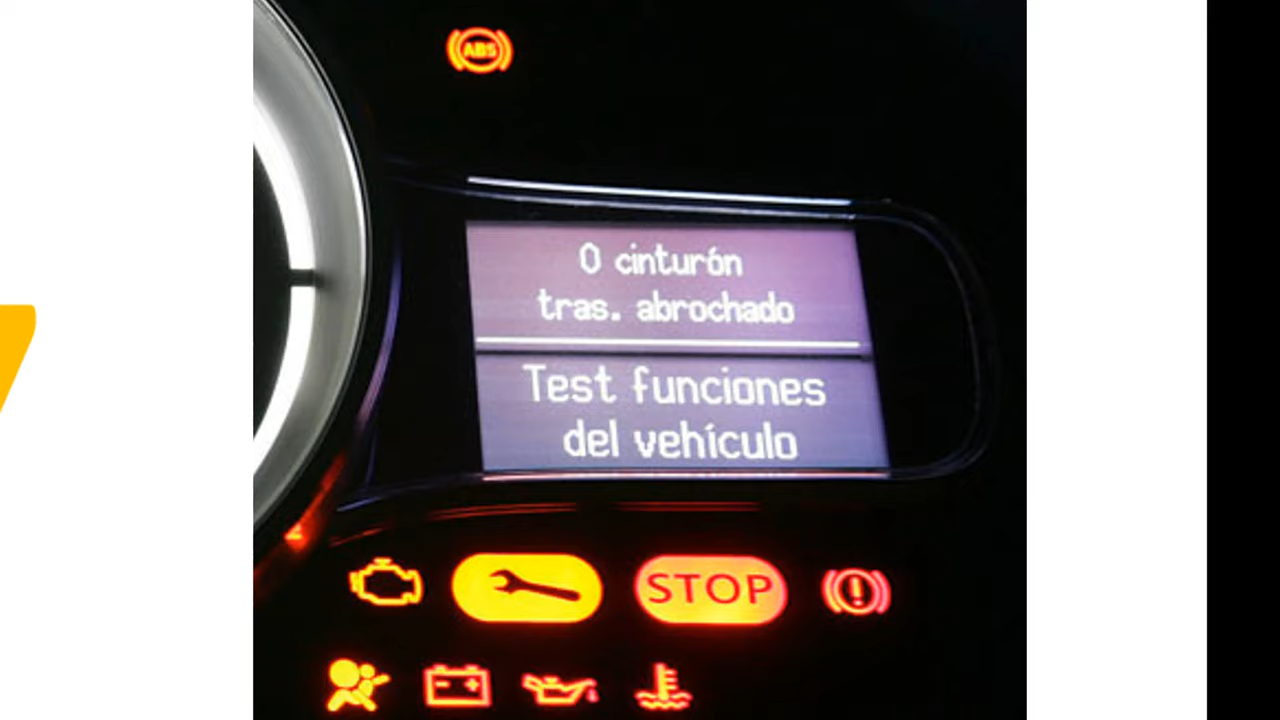 ABS
0 cinturón
tras. abrochado
Test funciones
del vehículo
STOP